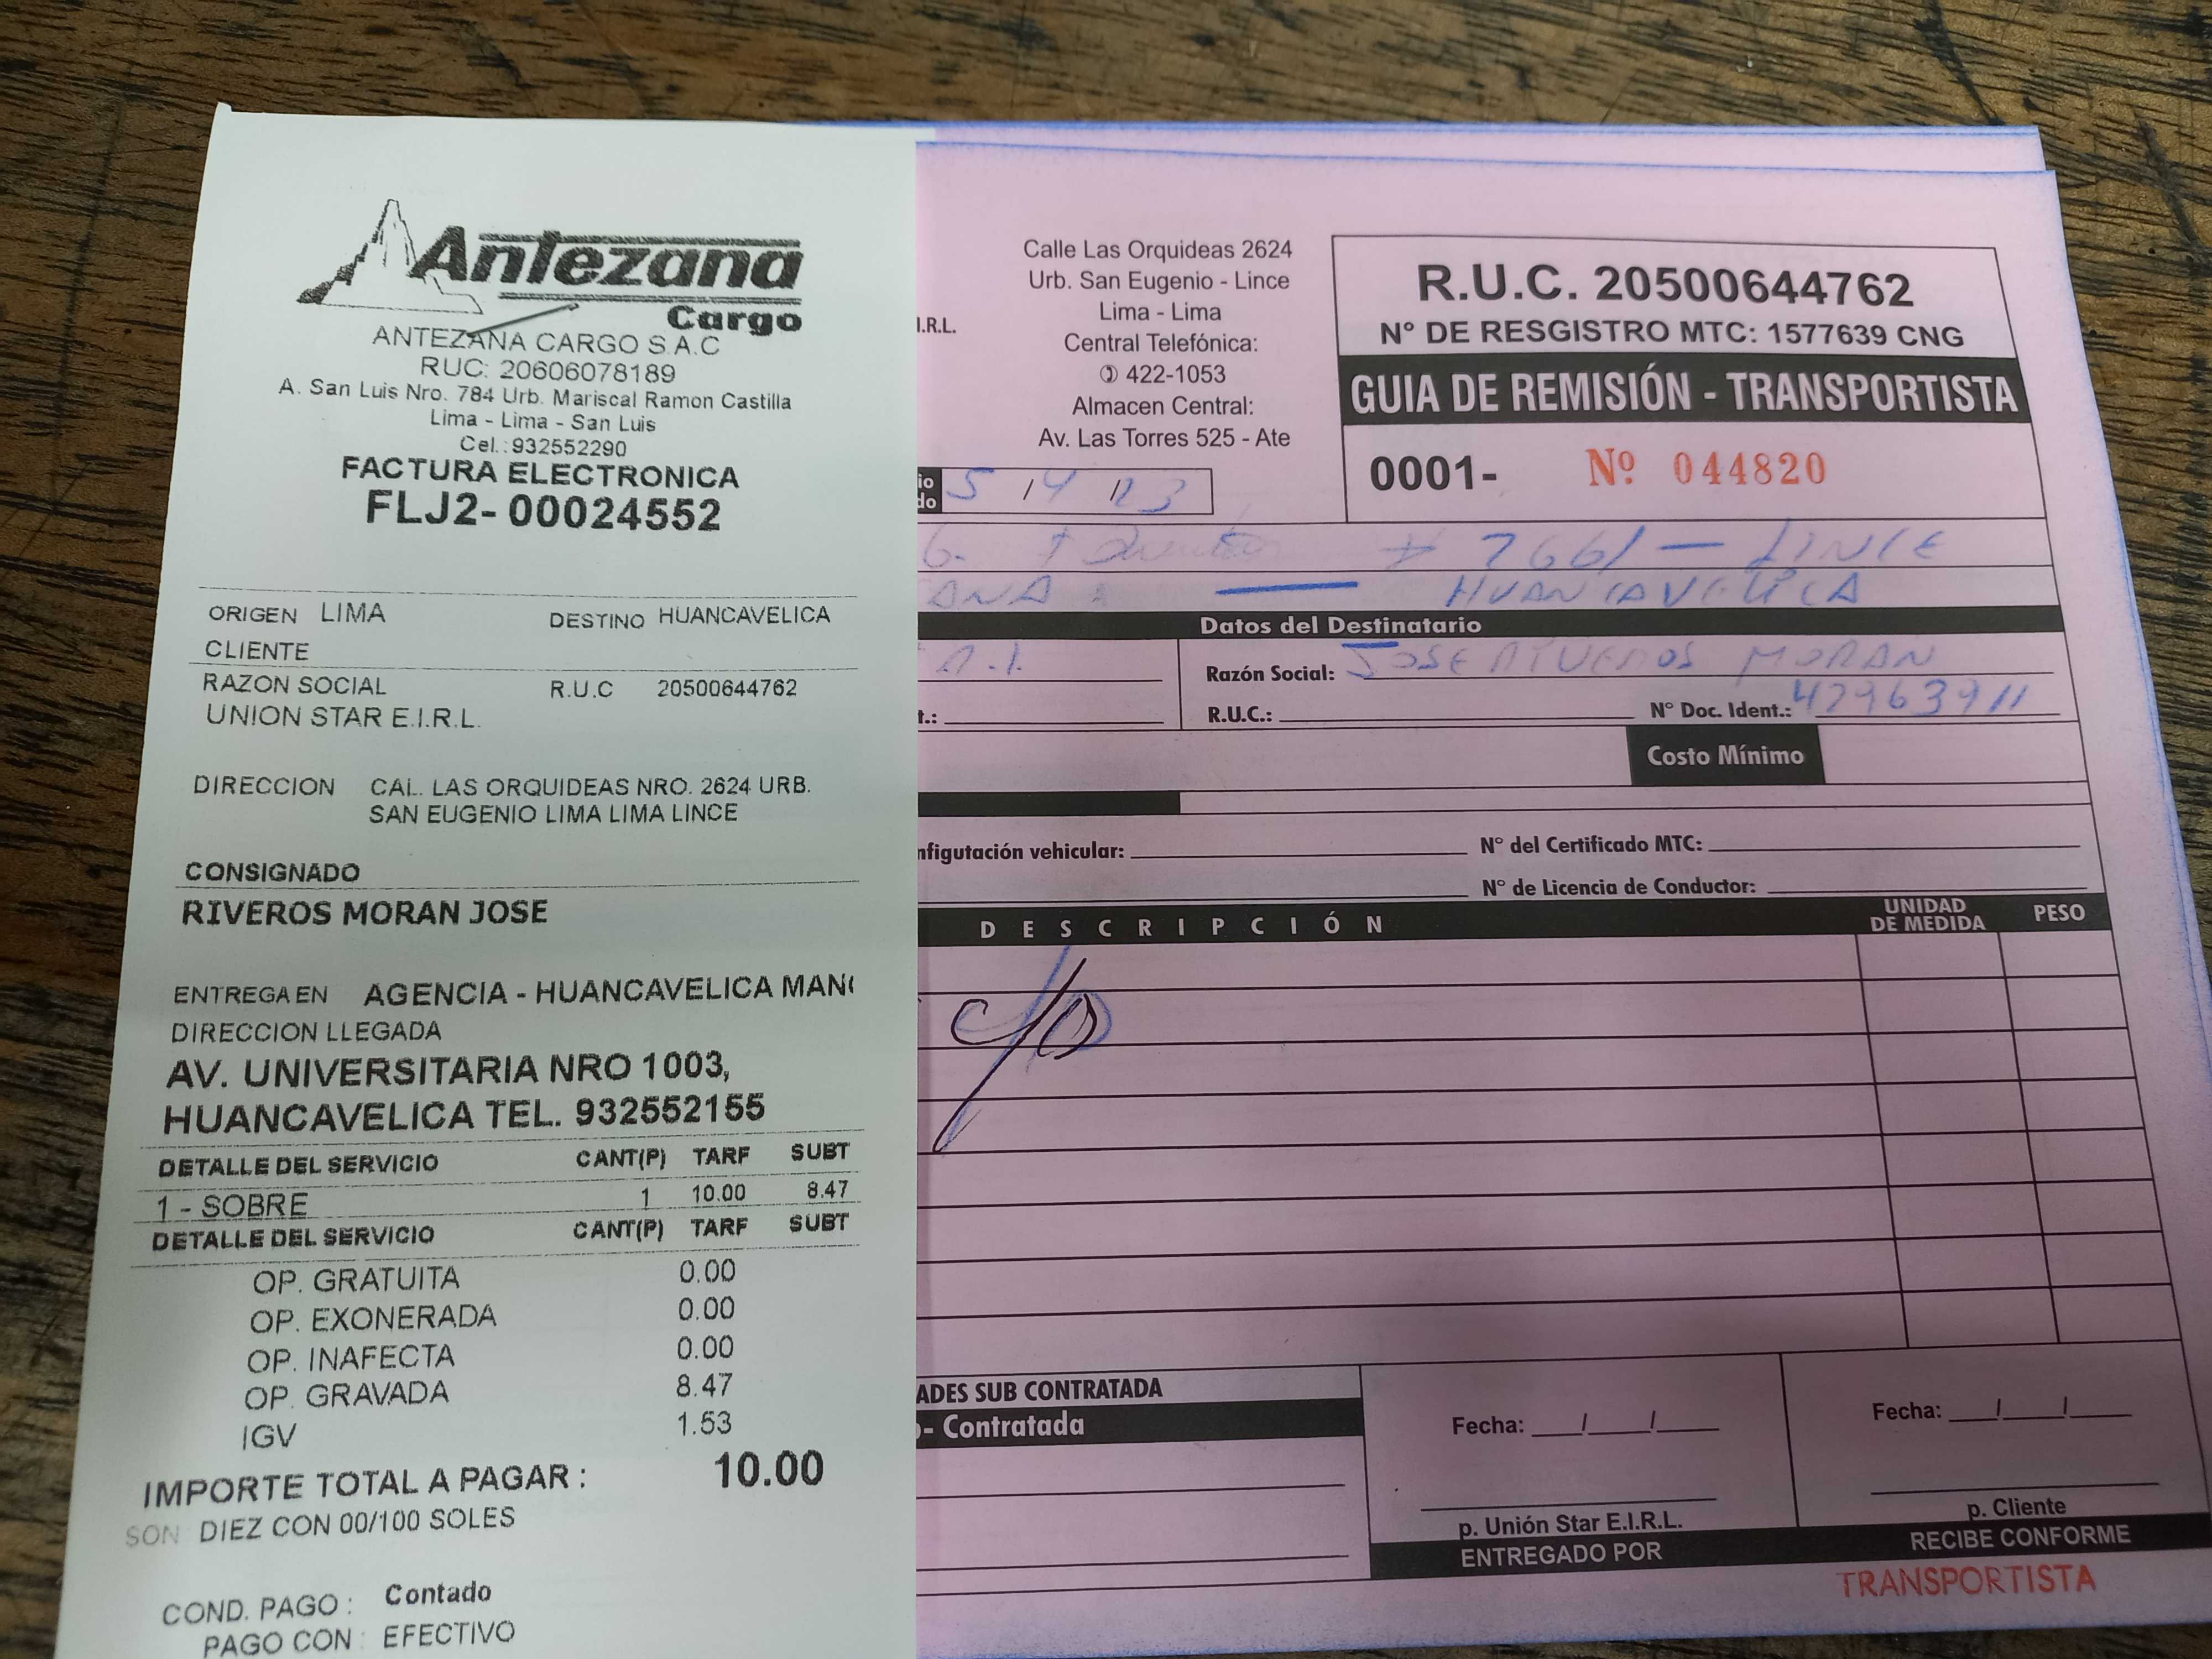 Antezana
Cargo
ANTEZANA CARGO S.A.C
RUC: 20606078189
A. San Luis Nro. 784 Urb. Mariscal Ramon Castilla
Lima - Lima - San Luis
Cel.:932552290
FACTURA ELECTRONICA
FLJ2- 00024552
ORIGEN LIMA DESTINO HUANCAVELICA
CLIENTE
RAZON SOCIAL R.U.C 20500644762
UNION STAR E.I.R.L.
DIRECCION CAL. LAS ORQUIDEAS NRO. 2624 URB.
SAN EUGENIO LIMA LIMA LINCE
CONSIGNADO
RIVEROS MORAN JOSE
ENTREGA EN AGENCIA - HUANCAVELICA MAN
DIRECCION LLEGADA
AV. UNIVERSITARIA NRO 1003,
HUANCAVELICA TEL. 932552155
DETALLE DEL SERVICIO CANT(P) TARF SUBT
1 - SOBRE 1 10.00 8.47
DETALLE DEL SERVICIO CANT(P) TARF SUBT
OP. GRATUITA 0.00
OP. EXONERADA 0.00
OP. INAFECTA 0.00
OP. GRAVADA 8.47
IGV 1.53
IMPORTE TOTAL A PAGAR : 10.00
SON DIEZ CON 00/100 SOLES
COND. PAGO : Contado
PAGO CON : EFECTIVO
I.R.L.
Calle Las Orquideas 2624
Urb. San Eugenio - Lince
Lima - Lima
Central Telefónica:
422-1053
Almacen Central:
Av. Las Torres 525 - Ate
R.U.C. 20500644762
N° DE RESGISTRO MTC: 1577639 CNG
GUIA DE REMISIÓN - TRANSPORTISTA
0001- Nº 044820
io
do 5 / 4 / 23
# 2661 - LINCE
ANA - HUANCAVELICA
Datos del Destinatario
Razón Social: JOSE RIVEROS MORAN
t.: R.U.C.: N° Doc. Ident.: 42963911
Costo Mínimo
nfigutación vehicular: N° del Certificado MTC:
N° de Licencia de Conductor:
DESCRIPCIÓN UNIDAD DE MEDIDA PESO
ADES SUB CONTRATADA
- Contratada
Fecha: / / Fecha: / /
p. Unión Star E.I.R.L. p. Cliente
ENTREGADO POR RECIBE CONFORME
TRANSPORTISTA